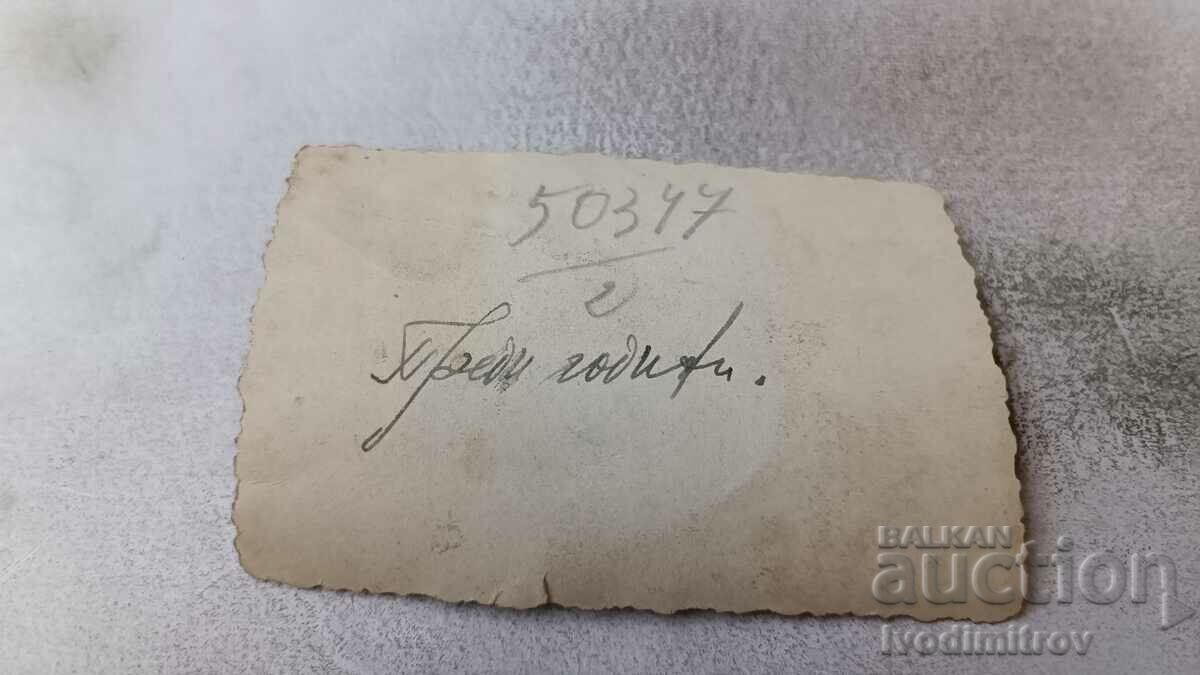 50347
2
Преди години.
BALKAN
auction
Ivodimitrov